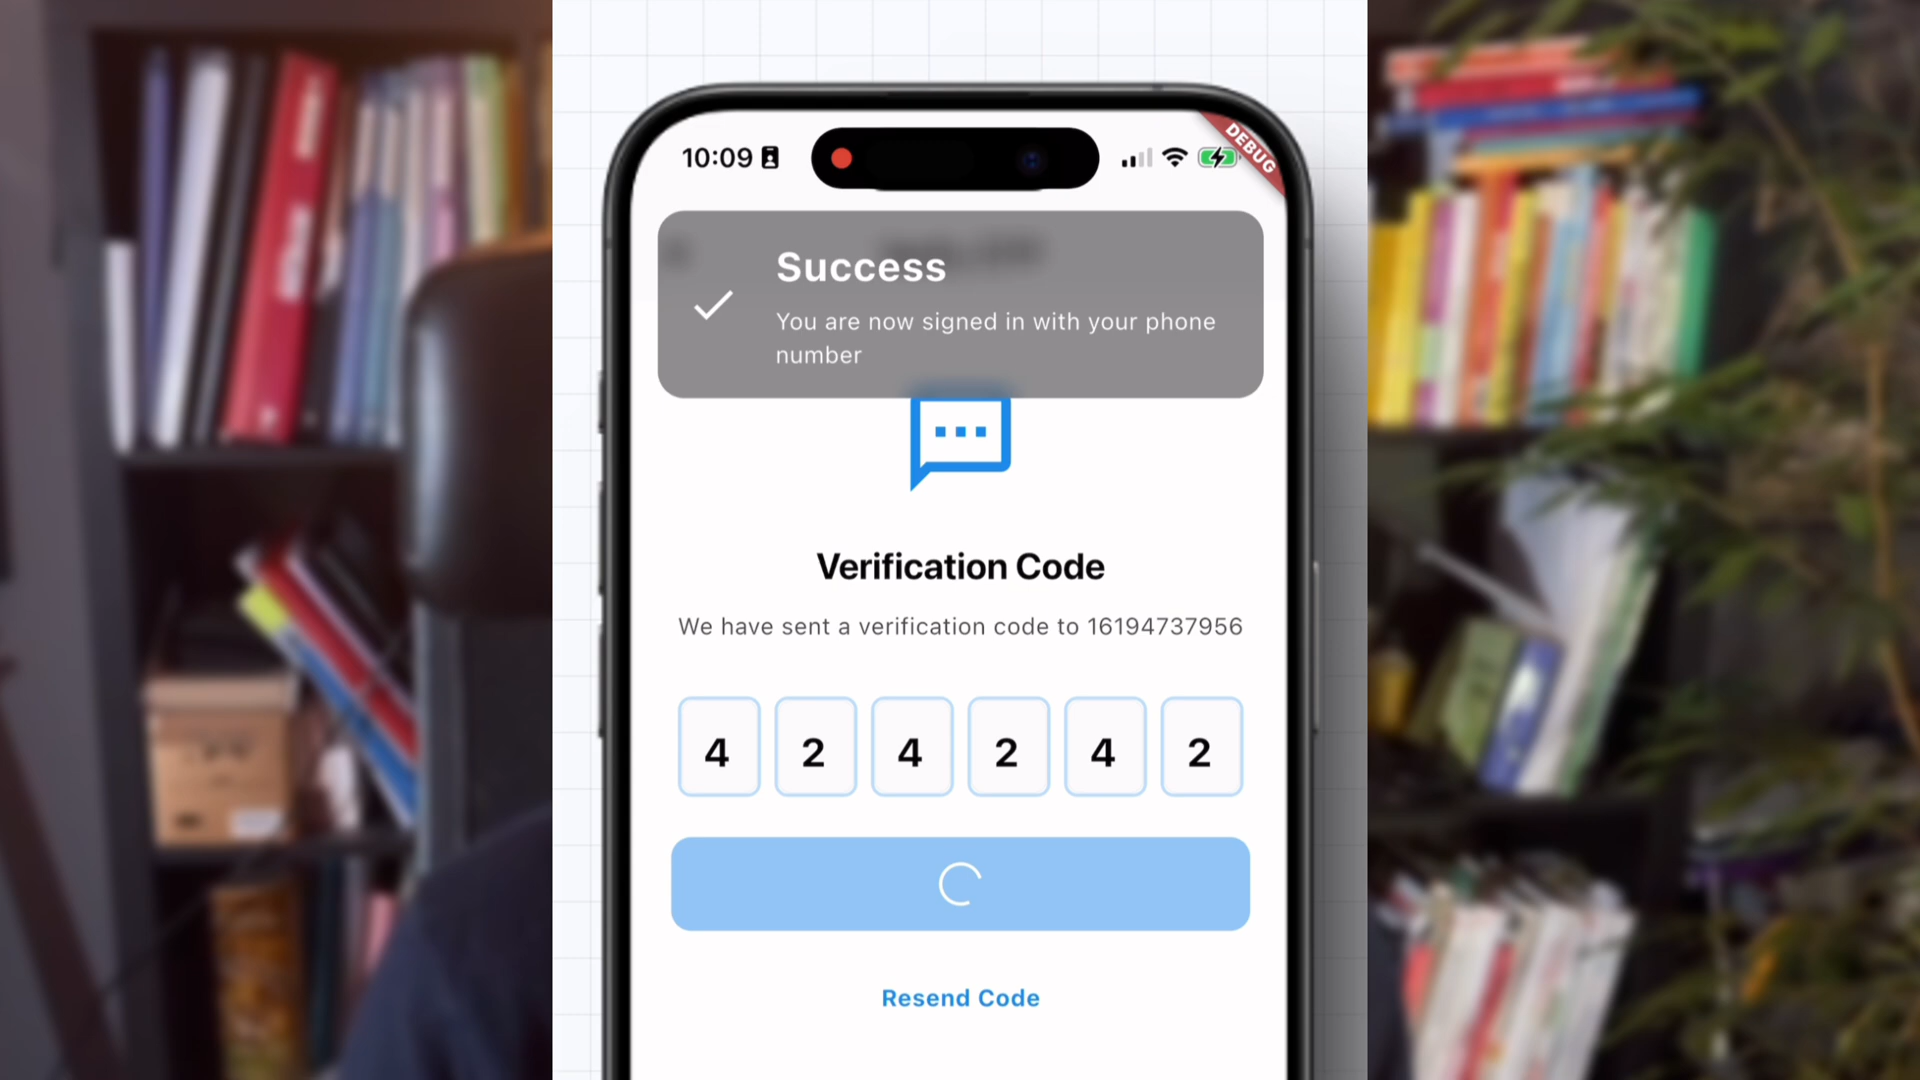 10:09
DEBUG
Success
You are now signed in with your phone
number
Verification Code
We have sent a verification code to 16194737956
4 2 4 2 4 2
Resend Code